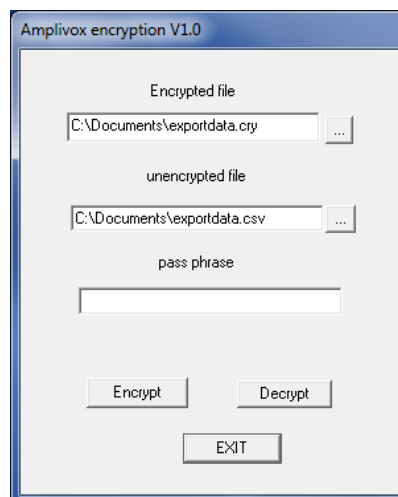 Amplivox encryption V1.0
Encrypted file
C:\Documents\exportdata.cry
...
unencrypted file
C:\Documents\exportdata.csv
...
pass phrase
Encrypt Decrypt
EXIT